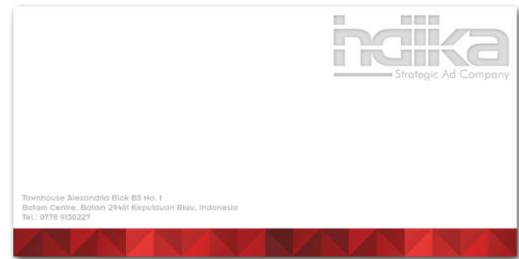 hdika
Strategic Ad Company
Townhouse Alexandria Blok B5 No. 1
Batam Centre, Batam 29461 Kepulauan Riau, Indonesia
Tel.: 0778 9130227